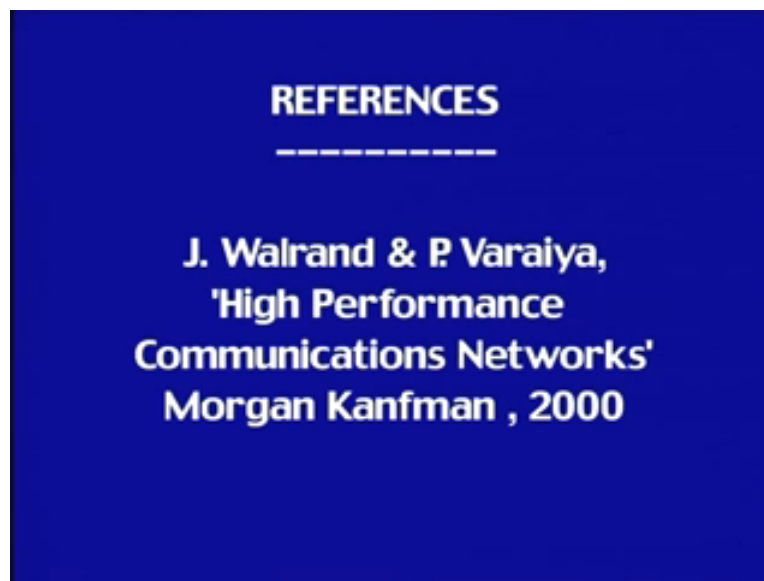 REFERENCES
----------
J. Walrand & P. Varaiya,
'High Performance
Communications Networks'
Morgan Kanfman , 2000